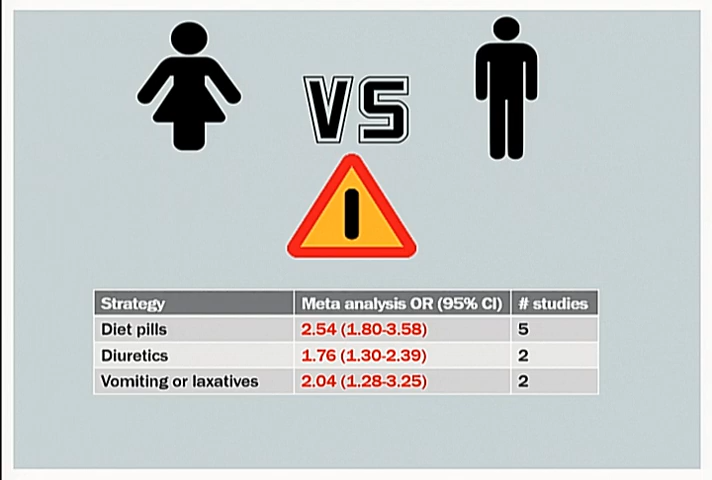 VS
Strategy Meta analysis OR (95% CI) # studies
Diet pills 2.54 (1.80-3.58) 5
Diuretics 1.76 (1.30-2.39) 2
Vomiting or laxatives 2.04 (1.28-3.25) 2